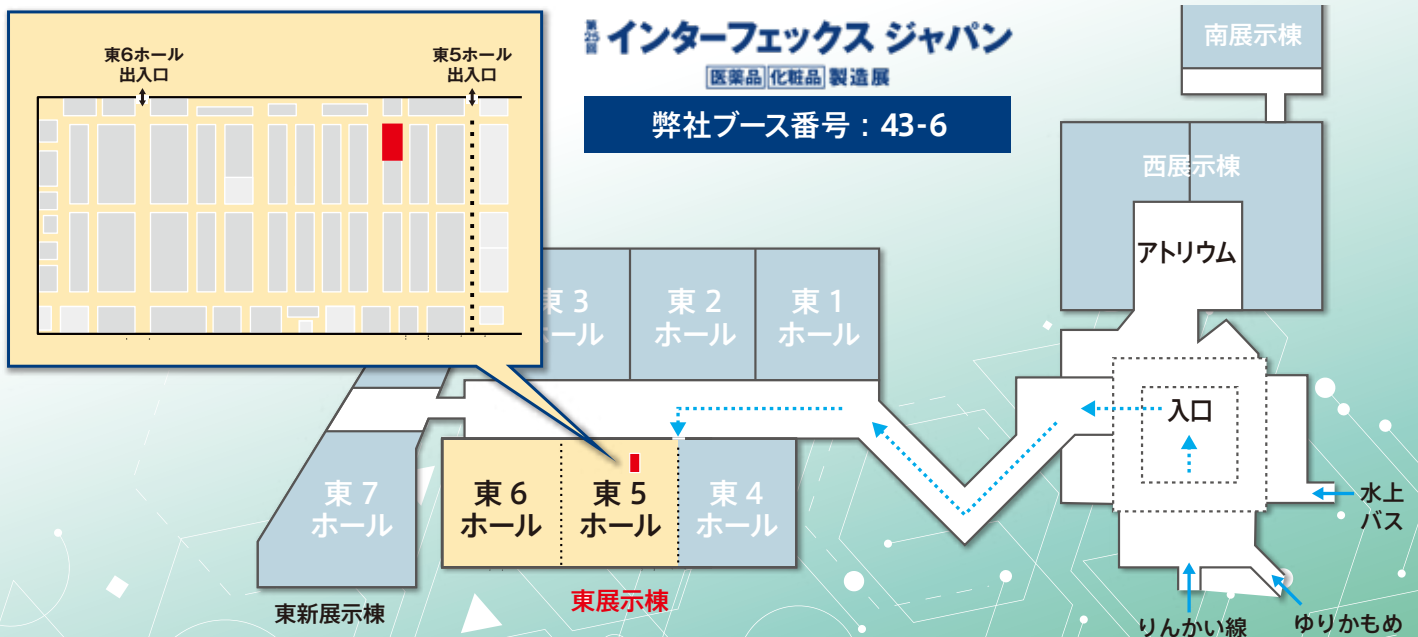 東6ホール
出入口
東5ホール
出入口
第25回
インターフェックス ジャパン
医薬品 化粧品 製造展
弊社ブース番号：43-6
南展示棟
西展示棟
アトリウム
東 3
ホール
東 2
ホール
東 1
ホール
入口
東 7
ホール
東 6
ホール
東 5
ホール
東 4
ホール
水上
バス
東新展示棟
東展示棟
りんかい線
ゆりかもめ